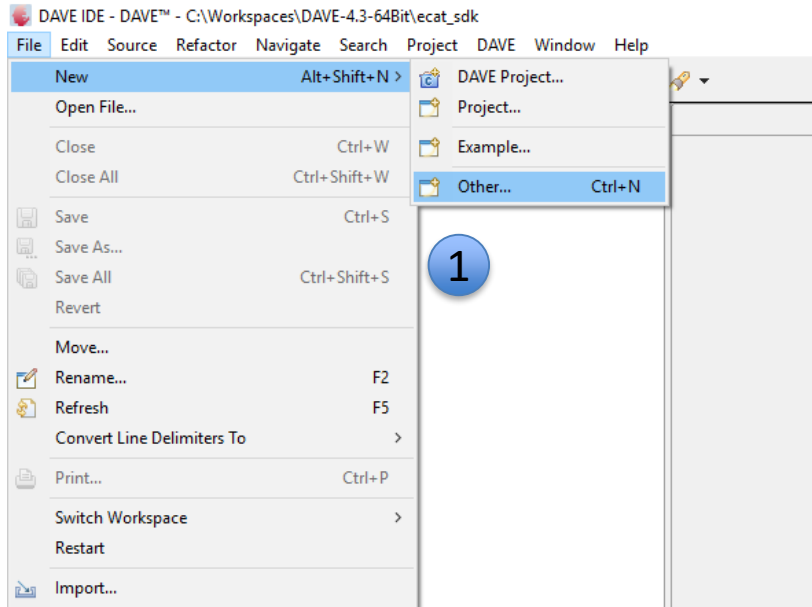 DAVE IDE - DAVE™ - C:\Workspaces\DAVE-4.3-64Bit\ecat_sdk
File Edit Source Refactor Navigate Search Project DAVE Window Help
New Alt+Shift+N >
Open File...
Close Ctrl+W
Close All Ctrl+Shift+W
Save Ctrl+S
Save As...
Save All Ctrl+Shift+S
Revert
Move...
Rename... F2
Refresh F5
Convert Line Delimiters To >
Print... Ctrl+P
Switch Workspace >
Restart
Import...
DAVE Project...
Project...
Example...
Other... Ctrl+N
1